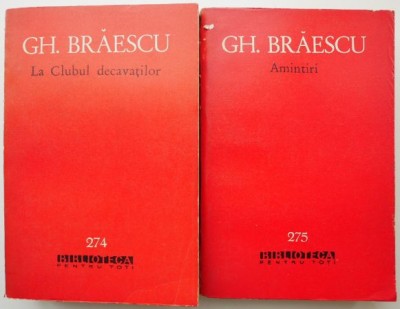 GH. BRĂESCU
La Clubul decavaților
274
BIBLIOTECA
PENTRU TOȚI
GH. BRĂESCU
Amintiri
275
BIBLIOTECA
PENTRU TOȚI